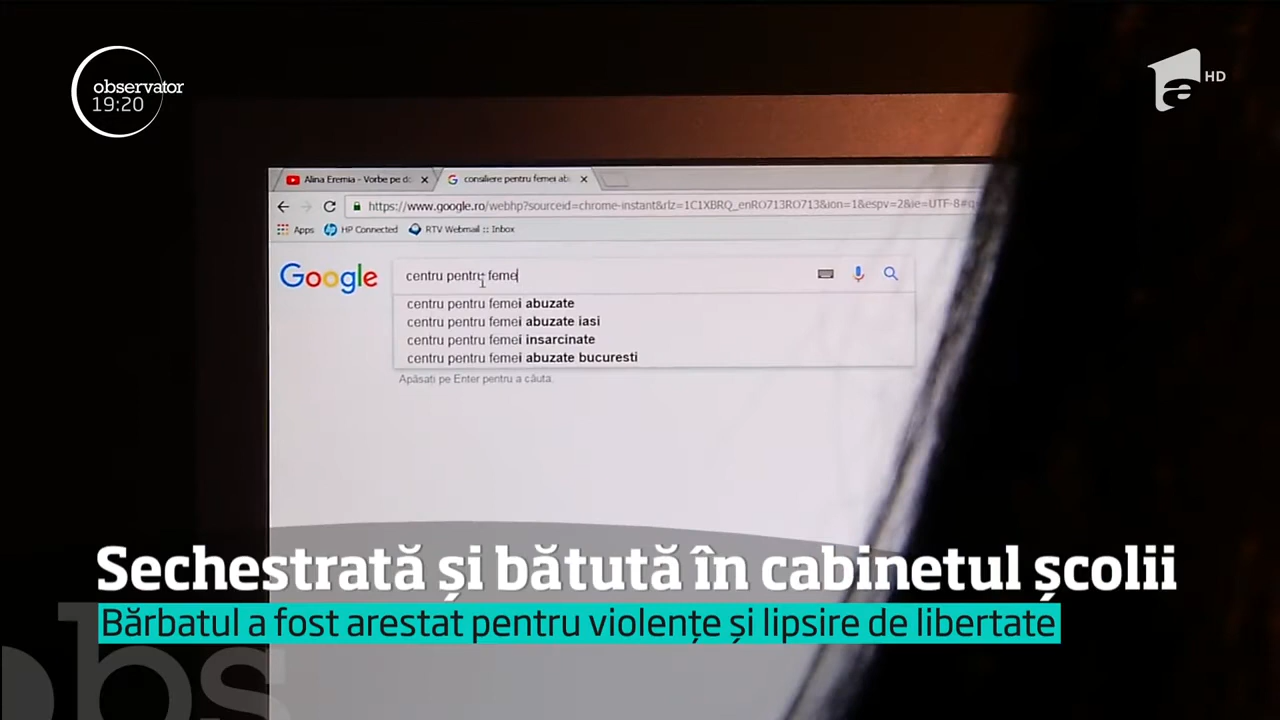 observator
19:20
a HD
Alina Eremia - Vorbe pe d
consiliere pentru femei ab
https://www.google.ro/webhp?sourceid=chrome-instant&rlz=1C1XBRQ_enRO713RO713&ion=1&espv=2&ie=UTF-8#q
Apps HP Connected RTV Webmail :: Inbox
Google
centru pentru feme
centru pentru femei abuzate
centru pentru femei abuzate iasi
centru pentru femei insarcinate
centru pentru femei abuzate bucuresti
Apăsați pe Enter pentru a căuta.
Sechestrată și bătută în cabinetul școlii
Bărbatul a fost arestat pentru violențe și lipsire de libertate
obs